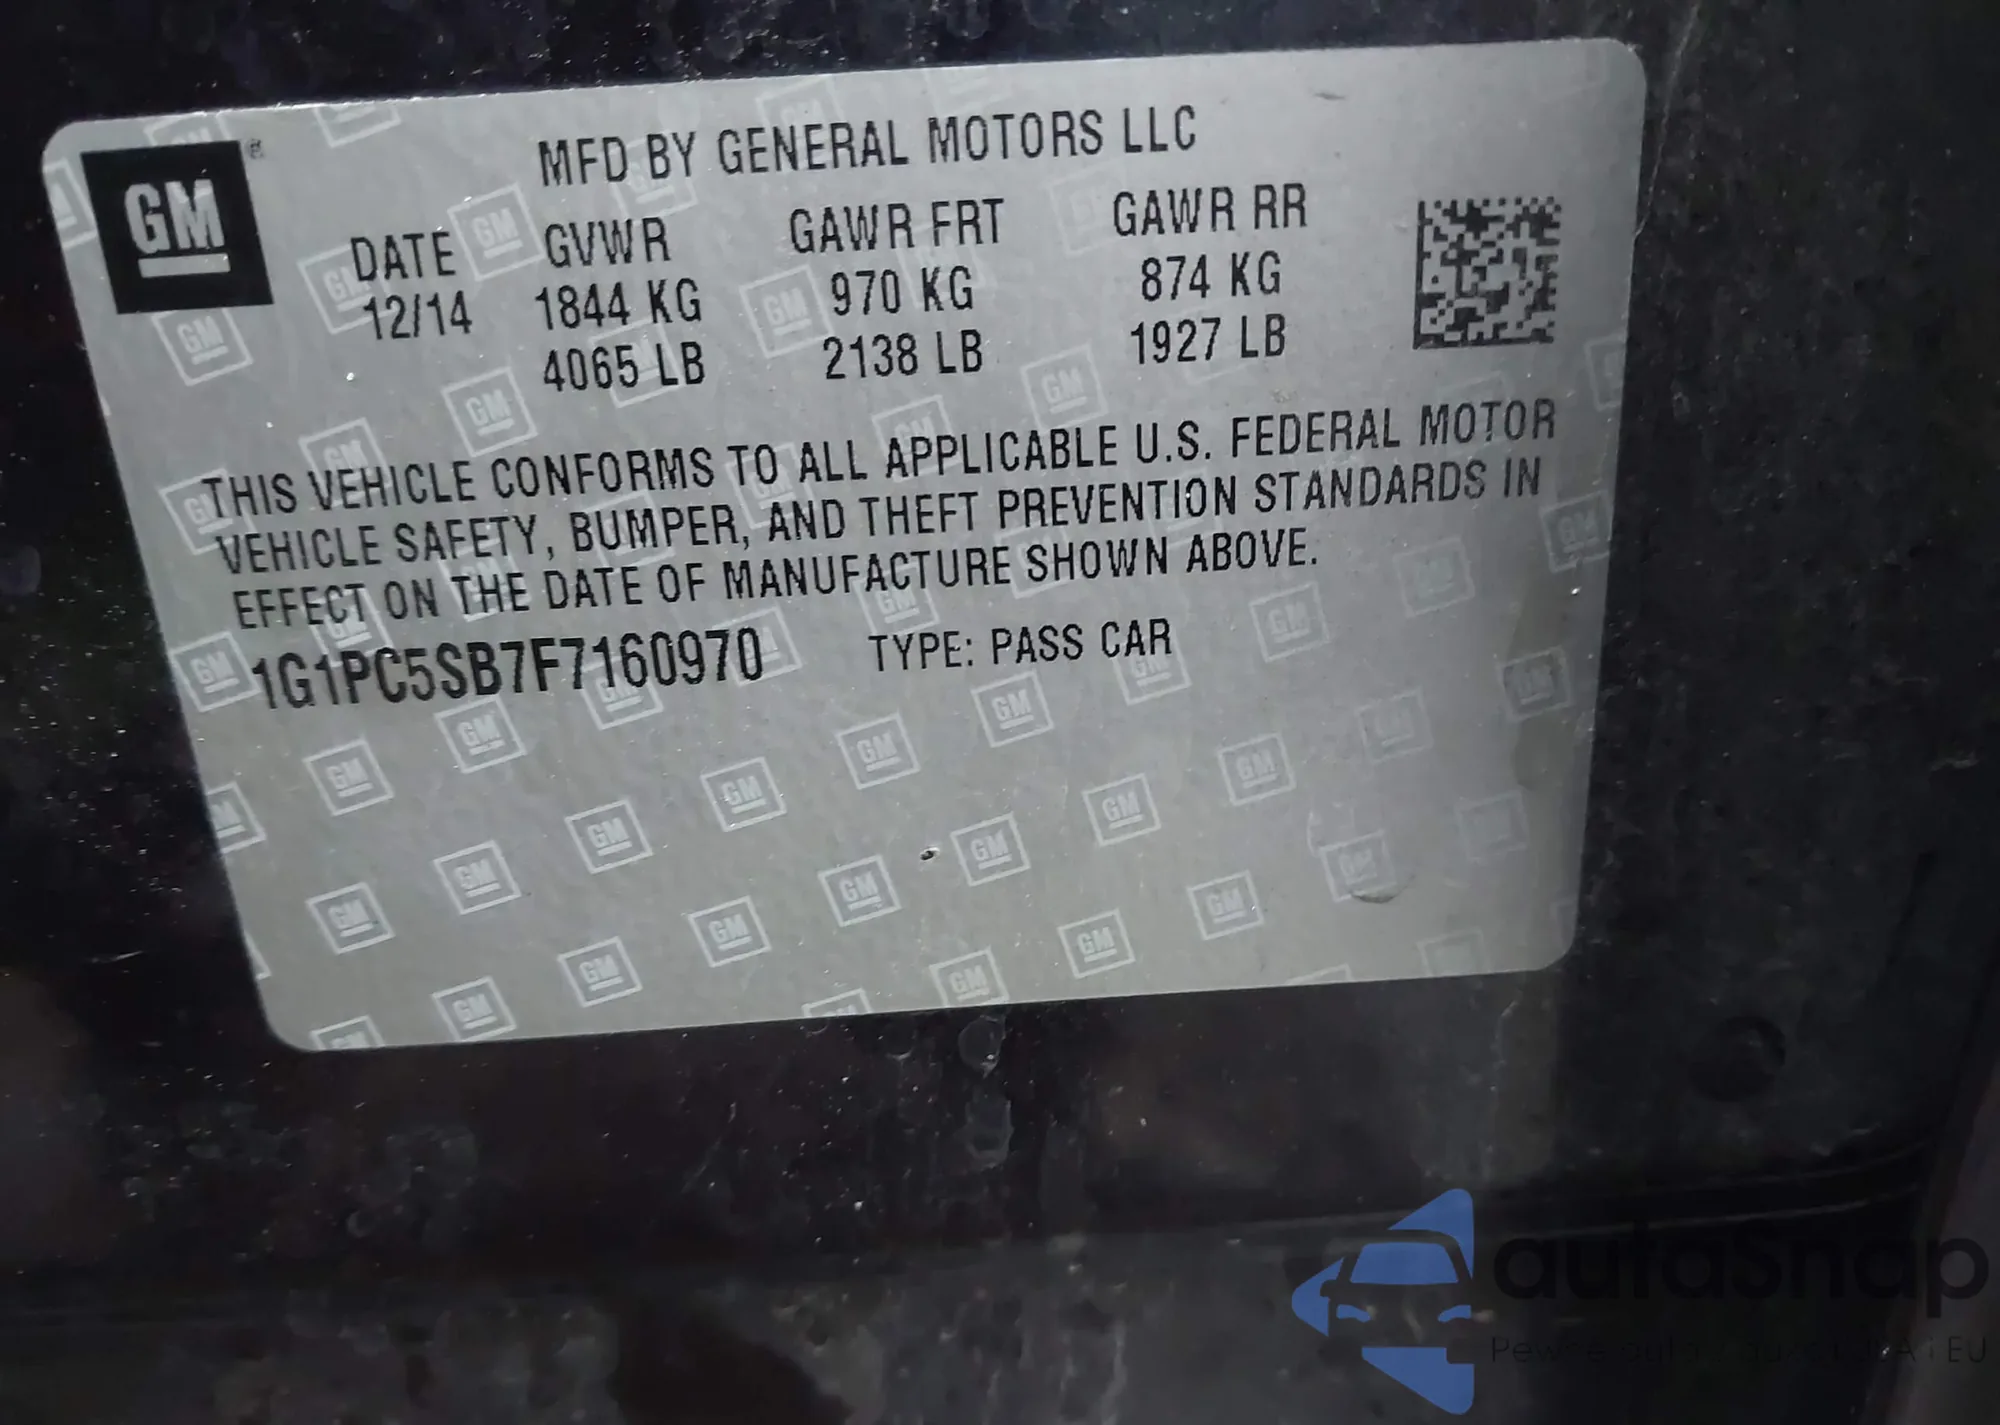 GM
MFD BY GENERAL MOTORS LLC
DATE GVWR GAWR FRT GAWR RR
12/14 1844 KG 970 KG 874 KG
4065 LB 2138 LB 1927 LB
THIS VEHICLE CONFORMS TO ALL APPLICABLE U.S. FEDERAL MOTOR
VEHICLE SAFETY, BUMPER, AND THEFT PREVENTION STANDARDS IN
EFFECT ON THE DATE OF MANUFACTURE SHOWN ABOVE.
1G1PC5SB7F7160970 TYPE: PASS CAR
autaSnap
EU